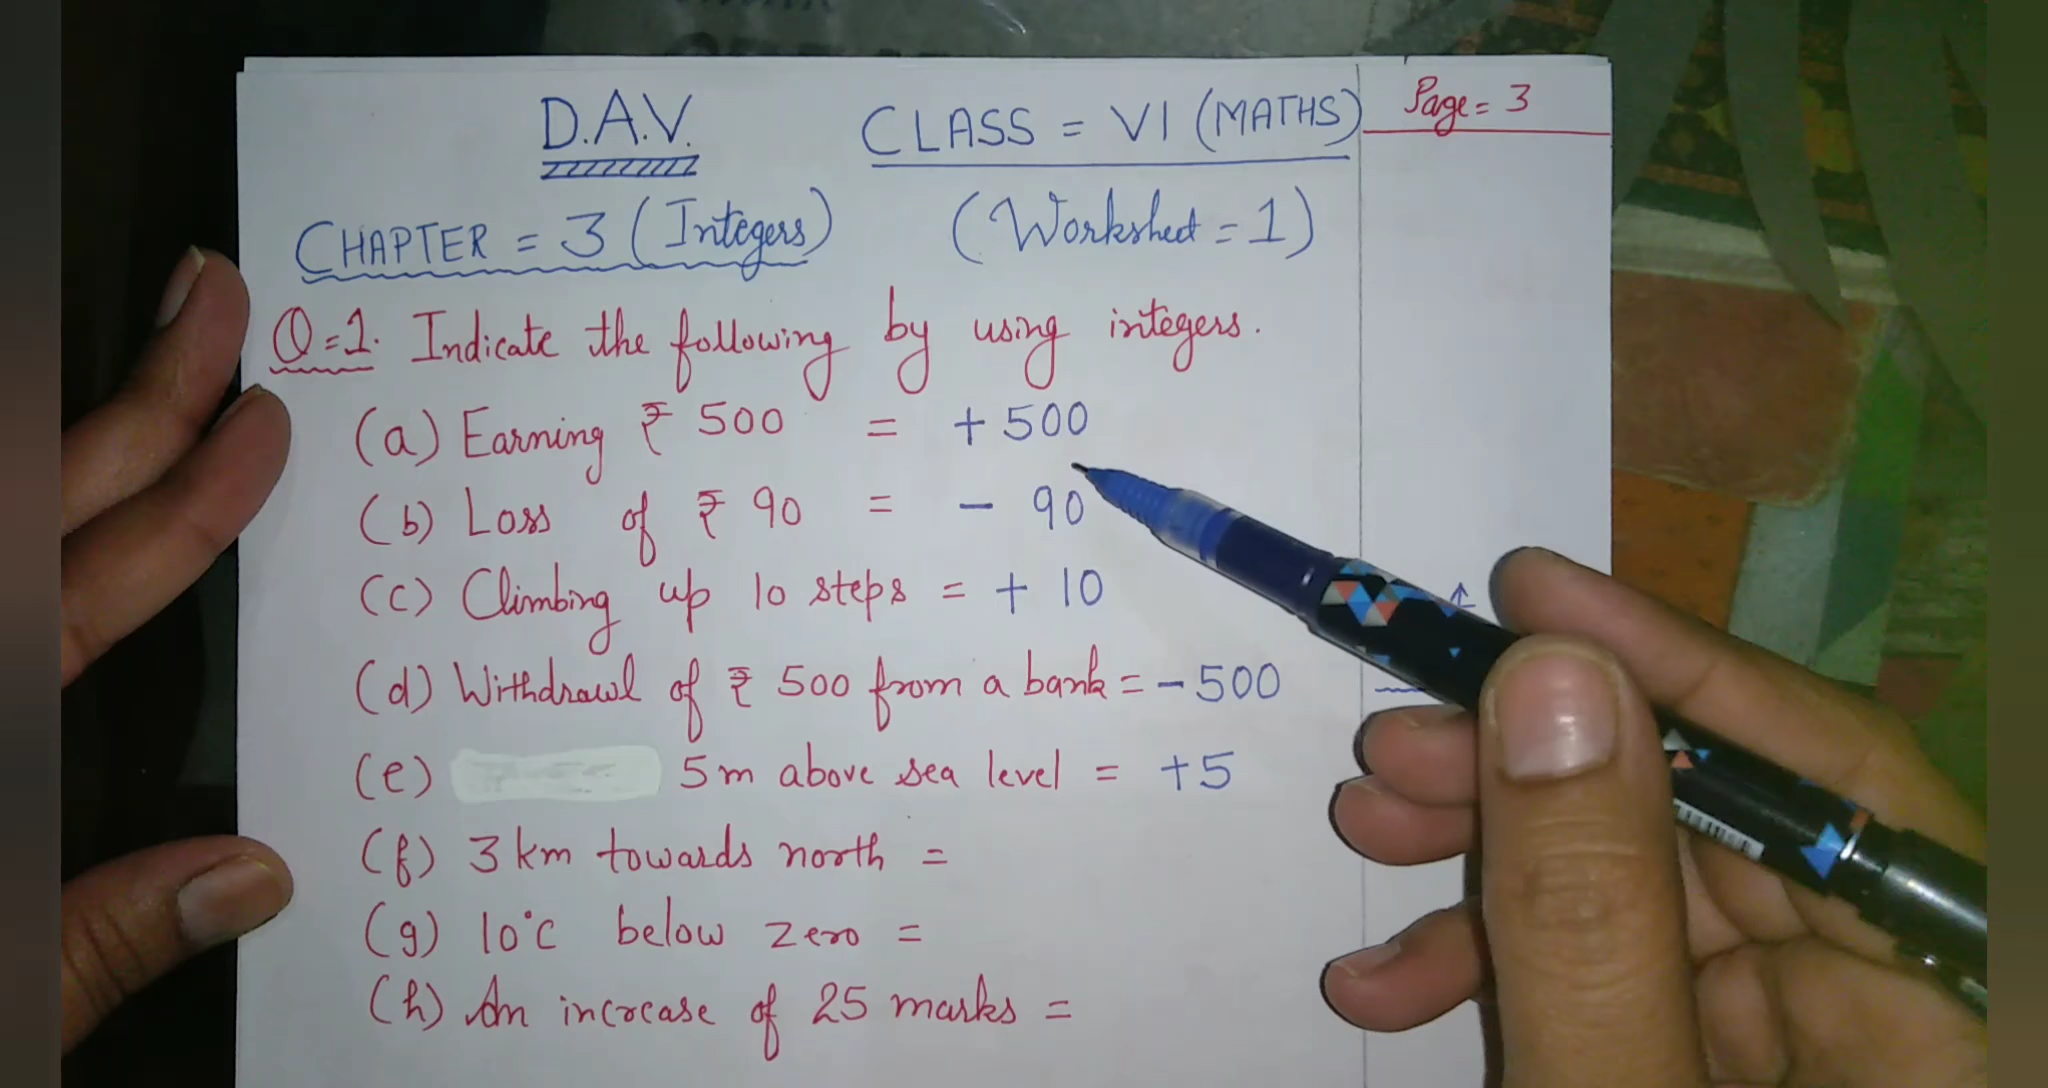 D.A.V. CLASS = VI (MATHS) Page = 3
CHAPTER = 3 (Integers) (Worksheet = 1)
Q=1. Indicate the following by using integers.
(a) Earning ₹ 500 = + 500
(b) Loss of ₹ 90 = - 90
(c) Climbing up 10 steps = + 10
(d) Withdrawl of ₹ 500 from a bank = - 500
(e) 5m above sea level = +5
(f) 3 km towards north =
(g) 10°C below zero =
(h) An increase of 25 marks =